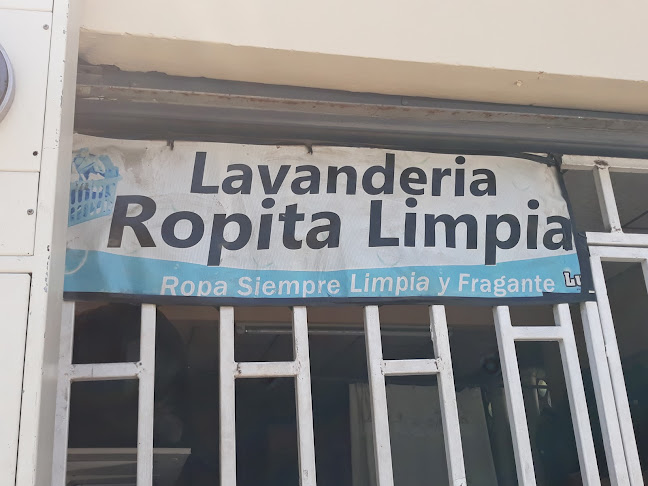 Lavanderia
Ropita Limpia
Ropa Siempre Limpia y Fragante